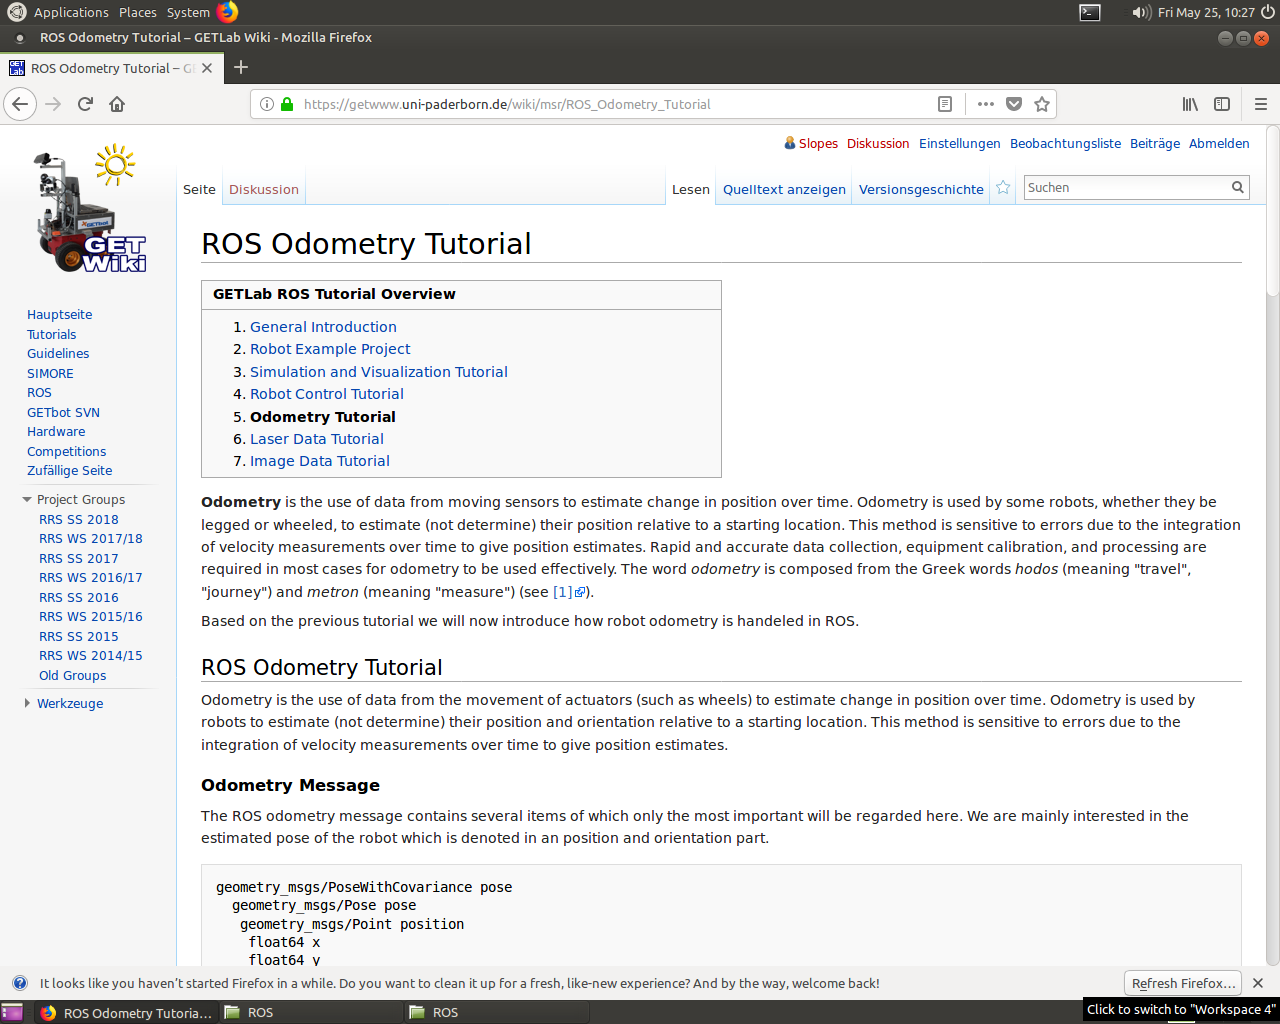 Applications Places System Fri May 25, 10:27
ROS Odometry Tutorial – GETLab Wiki - Mozilla Firefox
GET Lab ROS Odometry Tutorial – GE
https://getwww.uni-paderborn.de/wiki/msr/ROS_Odometry_Tutorial
Slopes Diskussion Einstellungen Beobachtungsliste Beiträge Abmelden
Seite Diskussion Lesen Quelltext anzeigen Versionsgeschichte Suchen
GETbot
GET
Wiki
Hauptseite
Tutorials
Guidelines
SIMORE
ROS
GETbot SVN
Hardware
Competitions
Zufällige Seite
Project Groups
RRS SS 2018
RRS WS 2017/18
RRS SS 2017
RRS WS 2016/17
RRS SS 2016
RRS WS 2015/16
RRS SS 2015
RRS WS 2014/15
Old Groups
Werkzeuge
ROS Odometry Tutorial
GETLab ROS Tutorial Overview
1. General Introduction
2. Robot Example Project
3. Simulation and Visualization Tutorial
4. Robot Control Tutorial
5. Odometry Tutorial
6. Laser Data Tutorial
7. Image Data Tutorial
Odometry is the use of data from moving sensors to estimate change in position over time. Odometry is used by some robots, whether they be
legged or wheeled, to estimate (not determine) their position relative to a starting location. This method is sensitive to errors due to the integration
of velocity measurements over time to give position estimates. Rapid and accurate data collection, equipment calibration, and processing are
required in most cases for odometry to be used effectively. The word odometry is composed from the Greek words hodos (meaning "travel",
"journey") and metron (meaning "measure") (see [1]).
Based on the previous tutorial we will now introduce how robot odometry is handeled in ROS.
ROS Odometry Tutorial
Odometry is the use of data from the movement of actuators (such as wheels) to estimate change in position over time. Odometry is used by
robots to estimate (not determine) their position and orientation relative to a starting location. This method is sensitive to errors due to the
integration of velocity measurements over time to give position estimates.
Odometry Message
The ROS odometry message contains several items of which only the most important will be regarded here. We are mainly interested in the
estimated pose of the robot which is denoted in an position and orientation part.
geometry_msgs/PoseWithCovariance pose
geometry_msgs/Pose pose
geometry_msgs/Point position
float64 x
float64 y
It looks like you haven't started Firefox in a while. Do you want to clean it up for a fresh, like-new experience? And by the way, welcome back! Refresh Firefox...
ROS Odometry Tutoria... ROS ROS
Click to switch to "Workspace 4"